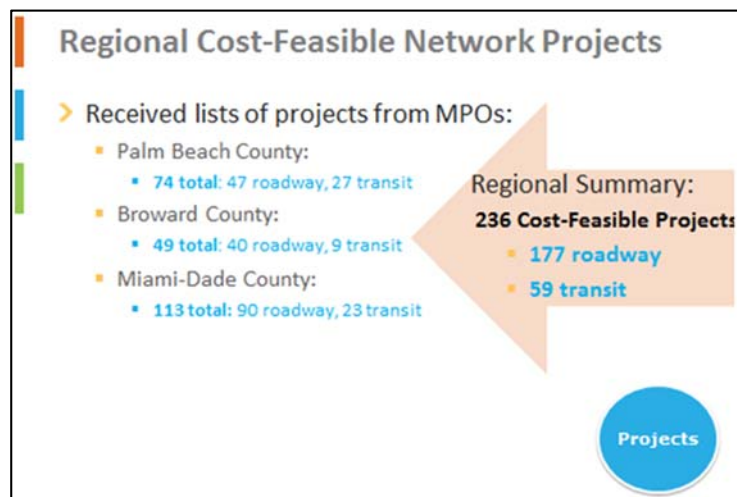 Regional Cost-Feasible Network Projects
Received lists of projects from MPOs:
Palm Beach County:
74 total: 47 roadway, 27 transit
Broward County:
49 total: 40 roadway, 9 transit
Miami-Dade County:
113 total: 90 roadway, 23 transit
Regional Summary:
236 Cost-Feasible Projects
177 roadway
59 transit
Projects